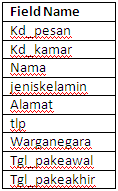 Field Name
Kd_pesan
Kd_kamar
Nama
jeniskelamin
Alamat
tlp
Warganegara
Tgl_pakeawal
Tgl_pakeakhir